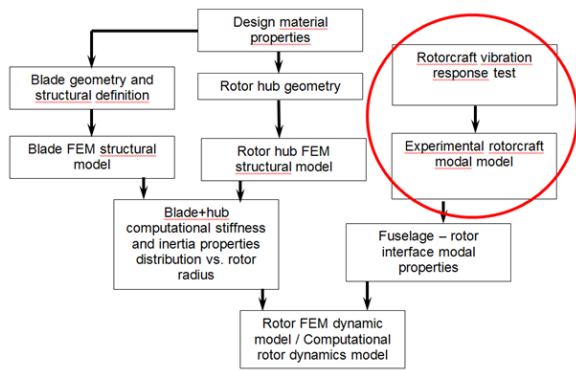 Design material
properties
Blade geometry and
structural definition
Rotor hub geometry
Rotorcraft vibration
response test
Blade FEM structural
model
Rotor hub FEM
structural model
Experimental rotorcraft
modal model
Blade+hub
computational stiffness
and inertia properties
distribution vs. rotor
radius
Fuselage – rotor
interface modal
properties
Rotor FEM dynamic
model / Computational
rotor dynamics model